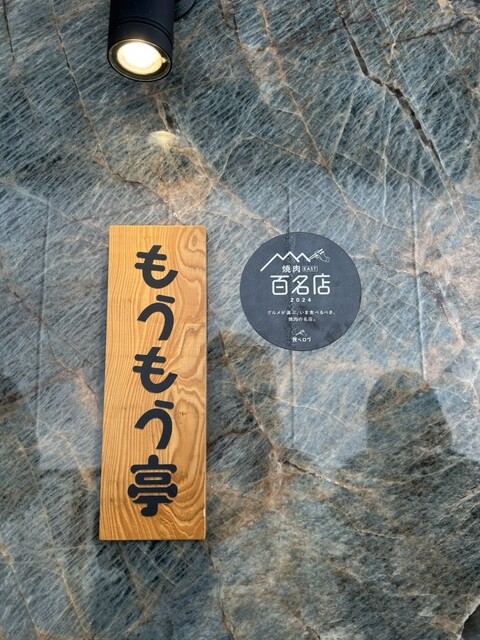 もうもう亭
焼肉 EAST
百名店
2024
グルメが選ぶ、いま食べるべき、
焼肉の名店。
食べログ